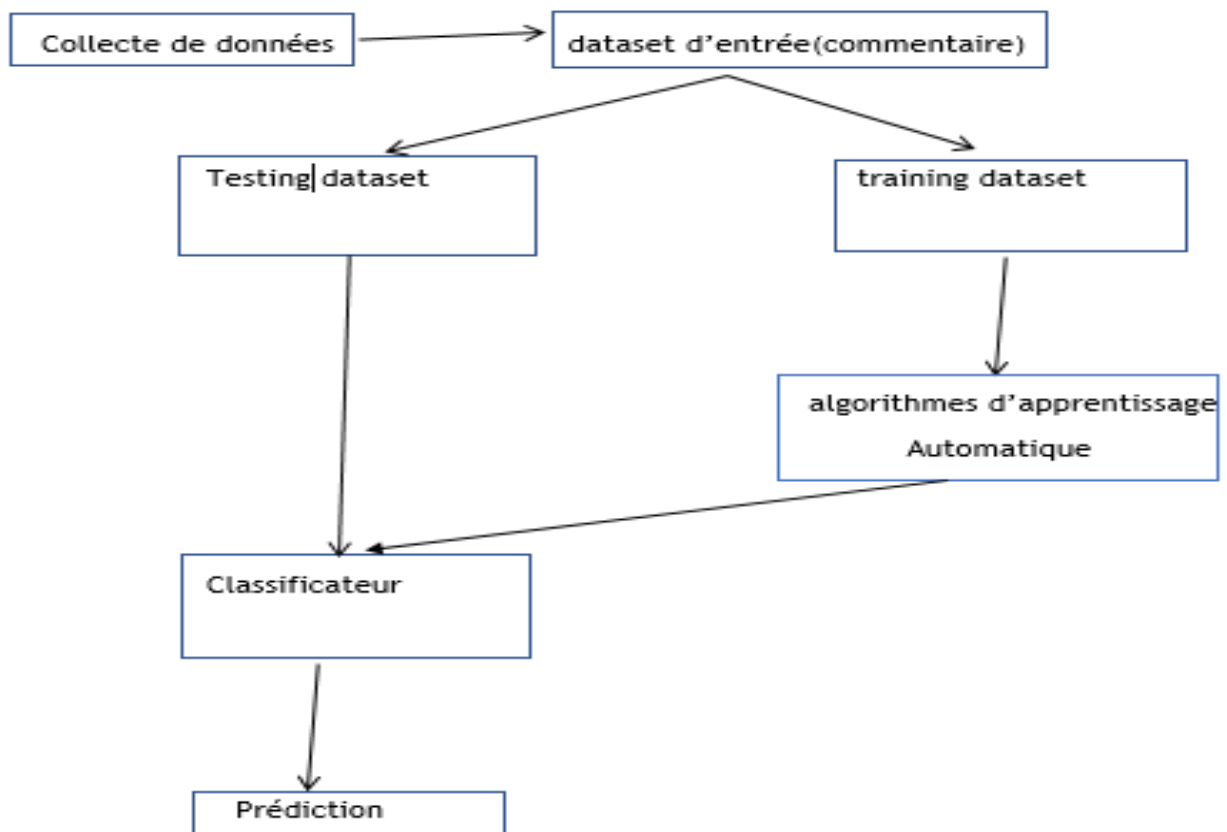 Collecte de données
dataset d’entrée(commentaire)
Testing dataset
training dataset
algorithmes d’apprentissage
Automatique
Classificateur
Prédiction